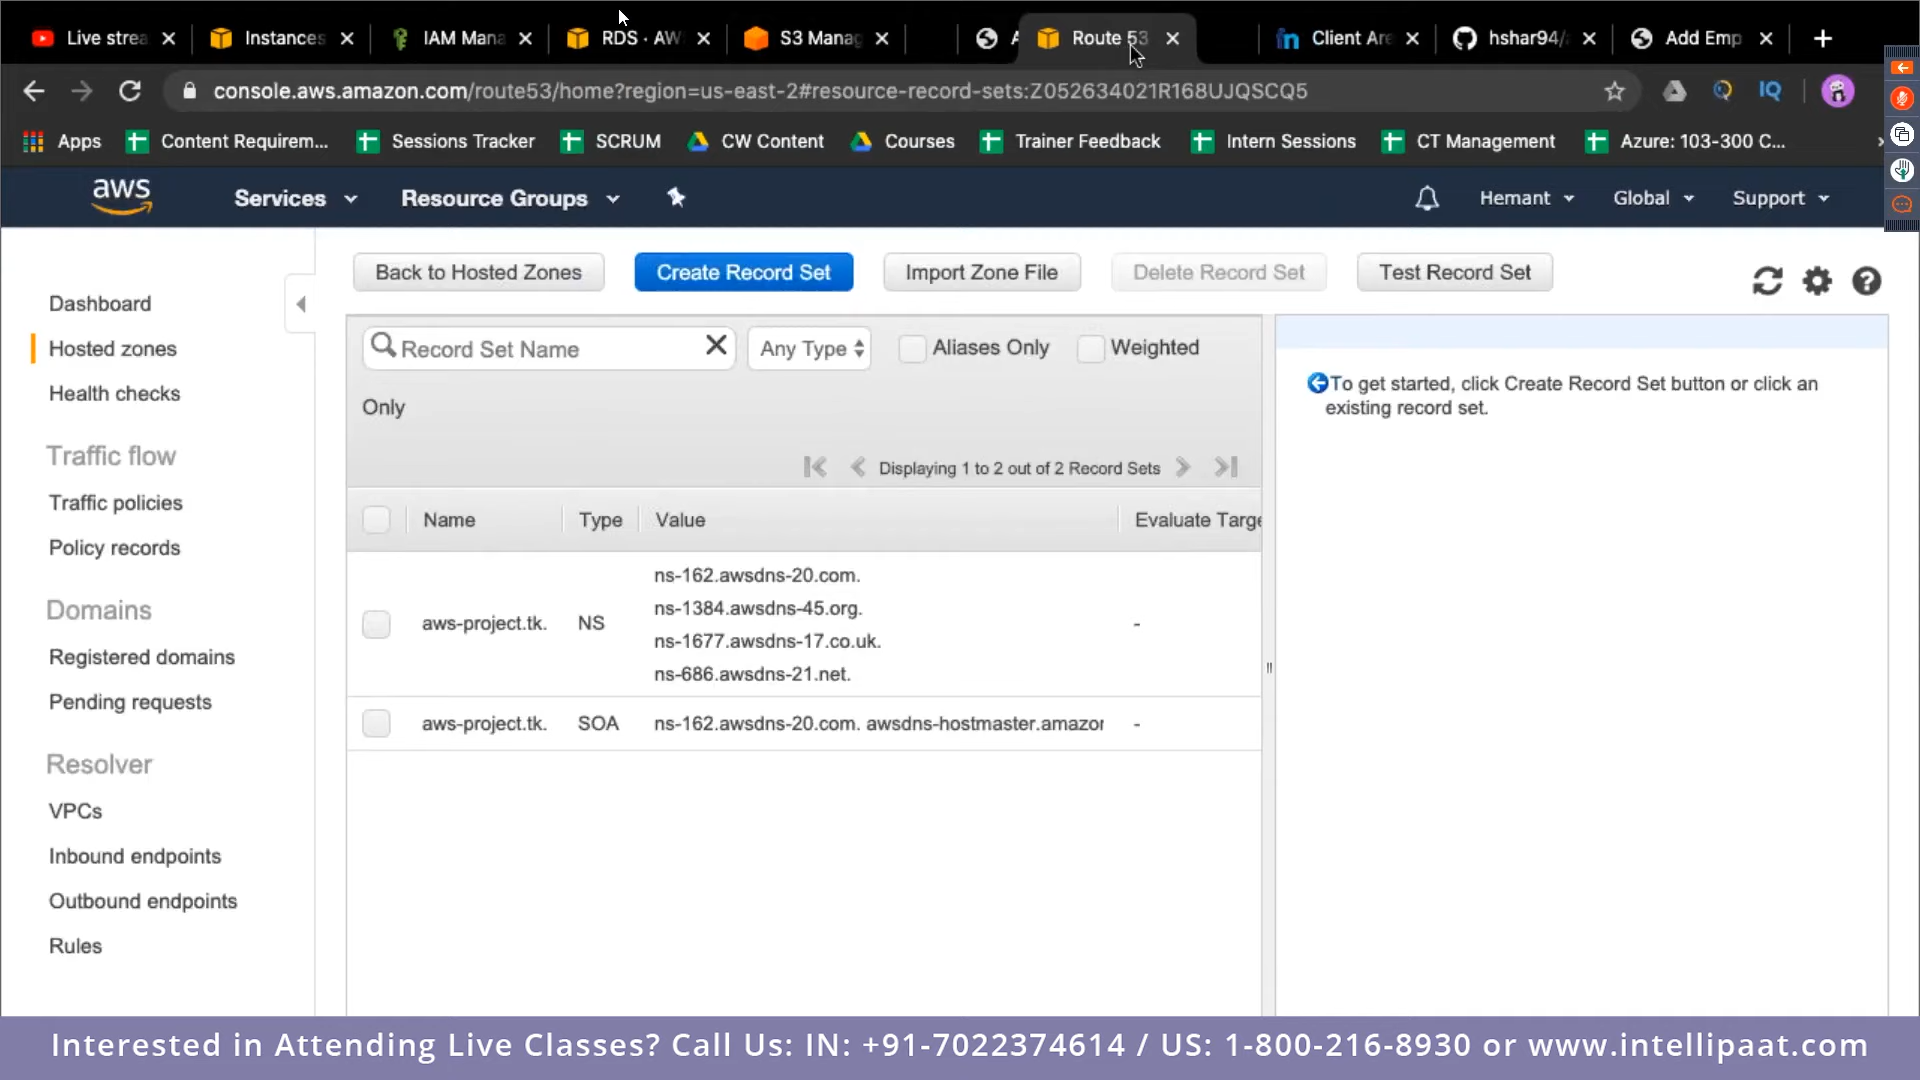 Live strea
Instances
IAM Mana
RDS · AW
S3 Manag
A
Route 53
Client Are
hshar94/
Add Emp
console.aws.amazon.com/route53/home?region=us-east-2#resource-record-sets:Z052634021R168UJQSCQ5
IQ
Apps
Content Requirem...
Sessions Tracker
SCRUM
CW Content
Courses
Trainer Feedback
Intern Sessions
CT Management
Azure: 103-300 C...
aws
Services
Resource Groups
Hemant
Global
Support
Dashboard
Hosted zones
Health checks
Traffic flow
Traffic policies
Policy records
Domains
Registered domains
Pending requests
Resolver
VPCs
Inbound endpoints
Outbound endpoints
Rules
Back to Hosted Zones
Create Record Set
Import Zone File
Delete Record Set
Test Record Set
Record Set Name
Any Type
Aliases Only
Weighted
Only
Displaying 1 to 2 out of 2 Record Sets
Name Type Value Evaluate Targe
aws-project.tk. NS
ns-162.awsdns-20.com.
ns-1384.awsdns-45.org.
ns-1677.awsdns-17.co.uk.
ns-686.awsdns-21.net.
-
aws-project.tk. SOA ns-162.awsdns-20.com. awsdns-hostmaster.amazon -
To get started, click Create Record Set button or click an
existing record set.
Interested in Attending Live Classes? Call Us: IN: +91-7022374614 / US: 1-800-216-8930 or www.intellipaat.com